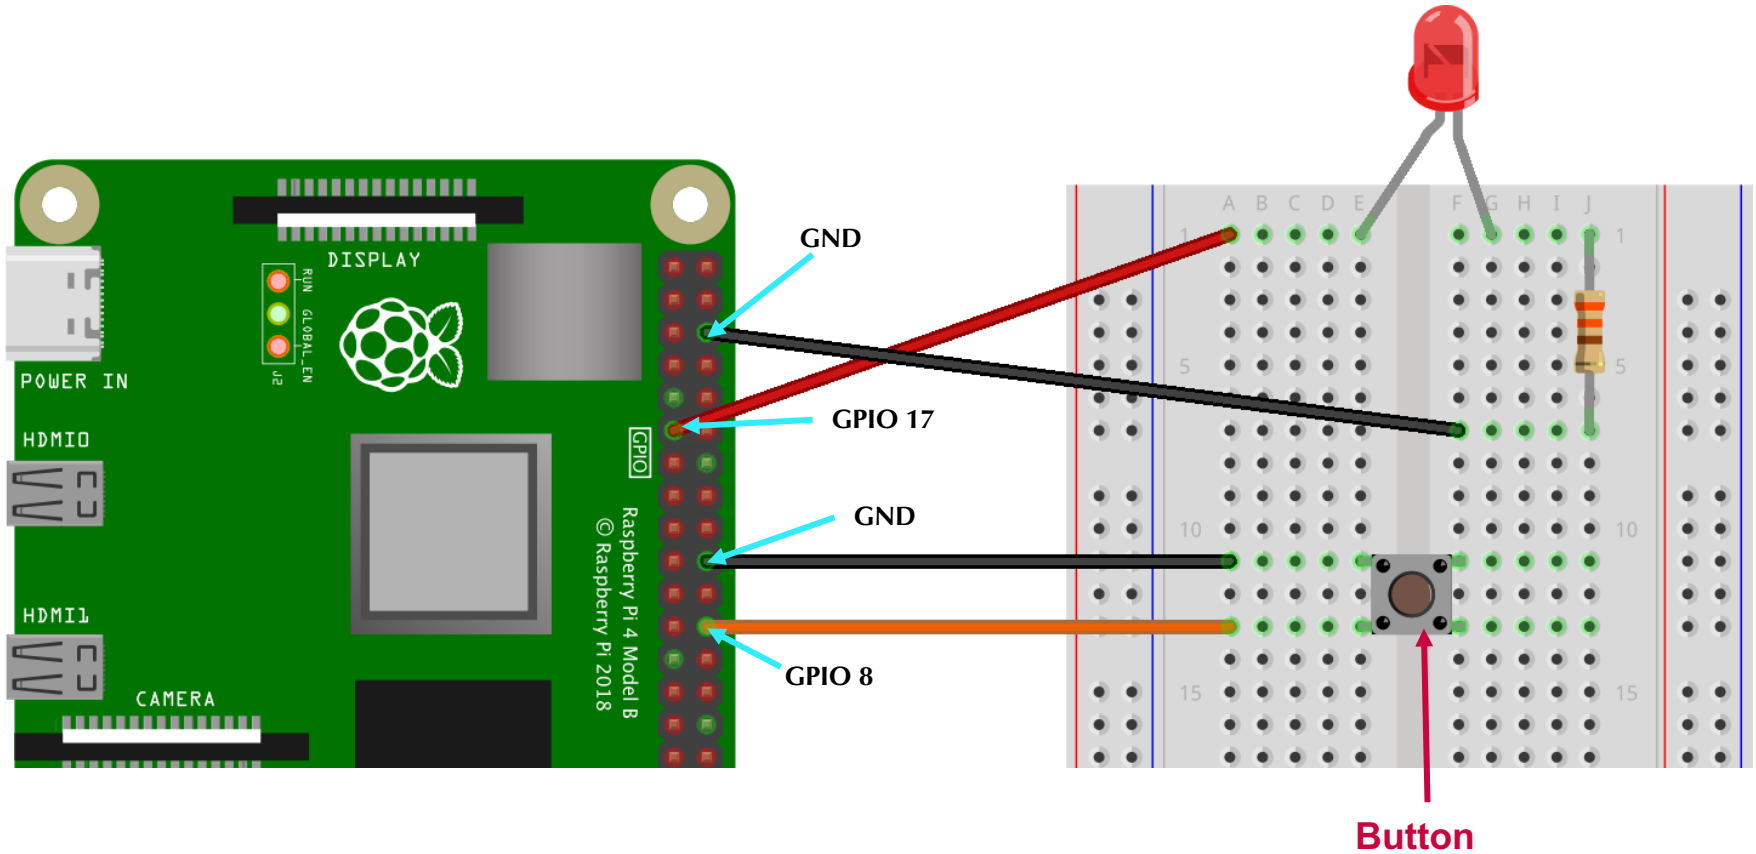 DISPLAY
RUN
GLOBAL_EN
J2
POWER IN
HDMI0
HDMI1
CAMERA
GPIO
Raspberry Pi 4 Model B
© Raspberry Pi 2018
GND
GPIO 17
GND
GPIO 8
A B C D E F G H I J
1 1
5 5
10 10
15 15
Button